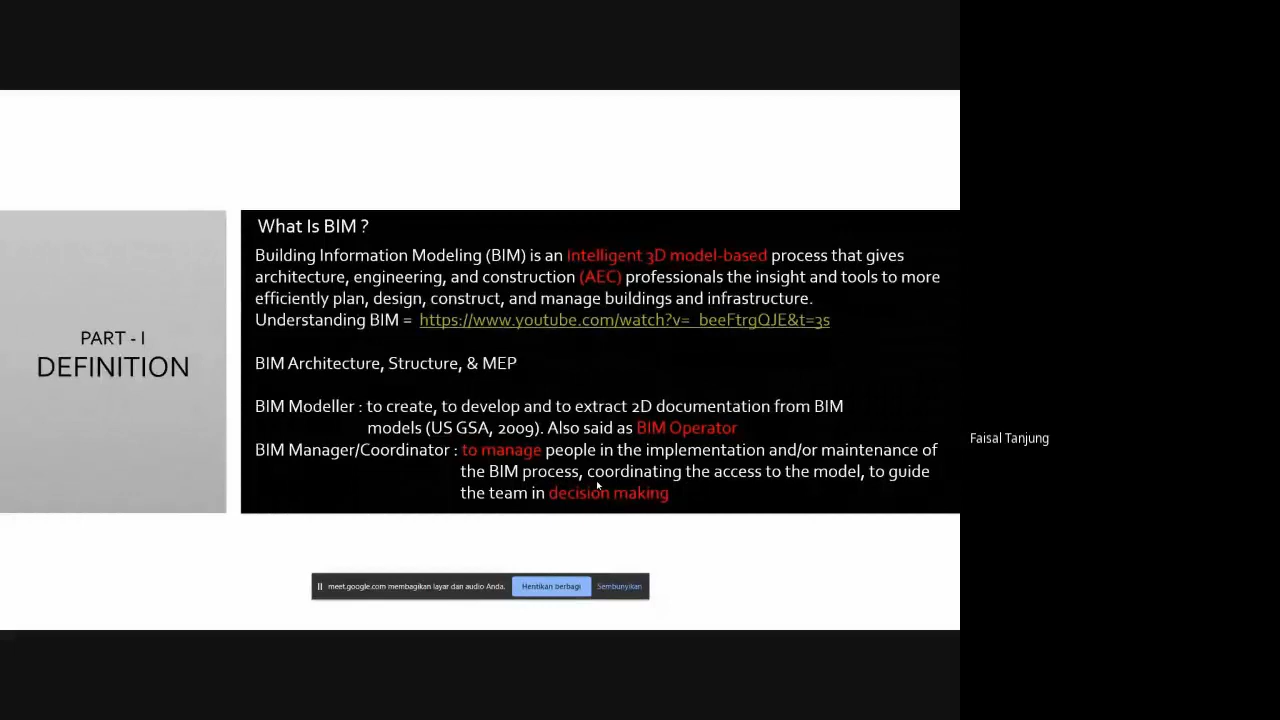 PART - I
DEFINITION
What Is BIM ?
Building Information Modeling (BIM) is an intelligent 3D model-based process that gives
architecture, engineering, and construction (AEC) professionals the insight and tools to more
efficiently plan, design, construct, and manage buildings and infrastructure.
Understanding BIM = https://www.youtube.com/watch?v=_beeFtrgQJE&t=3s
BIM Architecture, Structure, & MEP
BIM Modeller : to create, to develop and to extract 2D documentation from BIM
models (US GSA, 2009). Also said as BIM Operator
BIM Manager/Coordinator : to manage people in the implementation and/or maintenance of
the BIM process, coordinating the access to the model, to guide
the team in decision making
Faisal Tanjung
meet.google.com membagikan layar dan audio Anda. Hentikan berbagi Sembunyikan